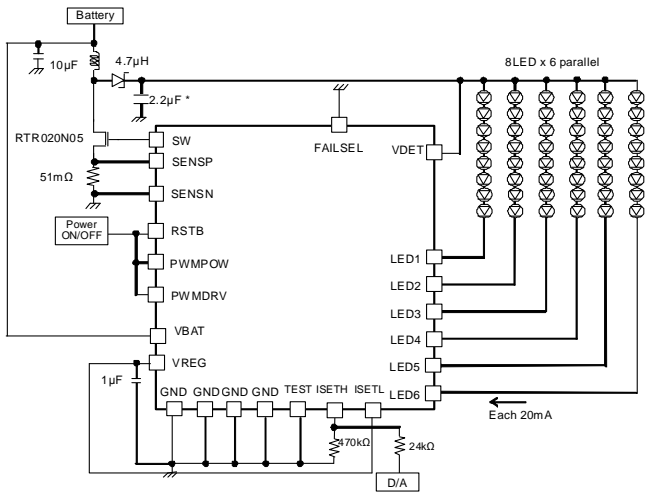 Battery
4.7µH
10µF
8LED x 6 parallel
2.2µF *
RTR020N05
SW
FAILSEL
VDET
SENSP
51mΩ
SENSN
Power
ON/OFF
RSTB
PWMPOW
PWMDRV
LED1
LED2
LED3
LED4
LED5
LED6
VBAT
VREG
1µF
GND
GND
GND
GND
TEST
ISETH
ISETL
Each 20mA
470kΩ
24kΩ
D/A